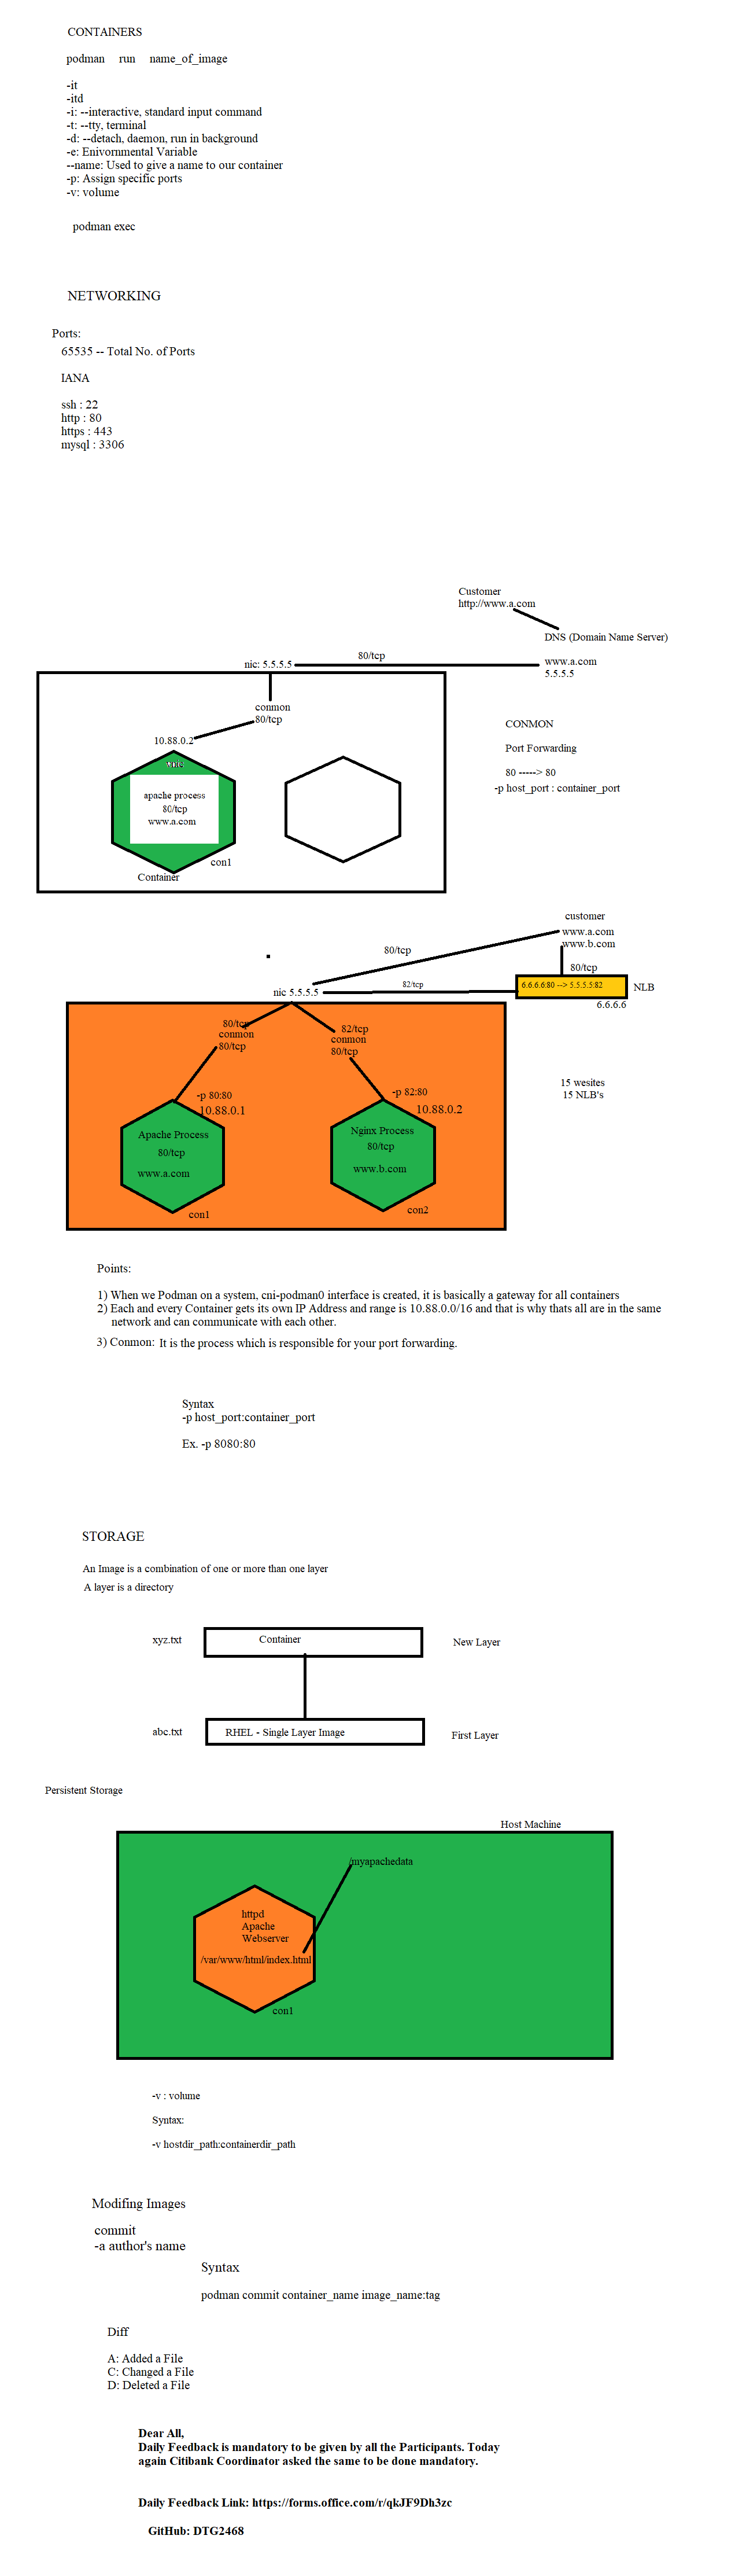 CONTAINERS
podman run name_of_image
-it
-itd
-i: --interactive, standard input command
-t: --tty, terminal
-d: --detach, daemon, run in background
-e: Enivornmental Variable
--name: Used to give a name to our container
-p: Assign specific ports
-v: volume
podman exec
NETWORKING
Ports:
65535 -- Total No. of Ports
IANA
ssh : 22
http : 80
https : 443
mysql : 3306
Customer
http://www.a.com
DNS (Domain Name Server)
80/tcp
nic: 5.5.5.5
www.a.com
5.5.5.5
conmon
80/tcp
10.88.0.2
vnic
apache process
80/tcp
www.a.com
con1
Container
CONMON
Port Forwarding
80 -----> 80
-p host_port : container_port
customer
www.a.com
www.b.com
80/tcp
80/tcp
82/tcp
nic 5.5.5.5
6.6.6.6:80 --> 5.5.5.5:82
NLB
6.6.6.6
80/tcp
conmon
80/tcp
82/tcp
conmon
80/tcp
-p 80:80
10.88.0.1
-p 82:80
10.88.0.2
Apache Process
80/tcp
www.a.com
con1
Nginx Process
80/tcp
www.b.com
con2
15 wesites
15 NLB's
Points:
1) When we Podman on a system, cni-podman0 interface is created, it is basically a gateway for all containers
2) Each and every Container gets its own IP Address and range is 10.88.0.0/16 and that is why thats all are in the same
network and can communicate with each other.
3) Conmon: It is the process which is responsible for your port forwarding.
Syntax
-p host_port:container_port
Ex. -p 8080:80
STORAGE
An Image is a combination of one or more than one layer
A layer is a directory
xyz.txt
Container
New Layer
abc.txt
RHEL - Single Layer Image
First Layer
Persistent Storage
Host Machine
/myapachedata
httpd
Apache
Webserver
/var/www/html/index.html
con1
-v : volume
Syntax:
-v hostdir_path:containerdir_path
Modifing Images
commit
-a author's name
Syntax
podman commit container_name image_name:tag
Diff
A: Added a File
C: Changed a File
D: Deleted a File
Dear All,
Daily Feedback is mandatory to be given by all the Participants. Today
again Citibank Coordinator asked the same to be done mandatory.
Daily Feedback Link: https://forms.office.com/r/qkJF9Dh3zc
GitHub: DTG2468